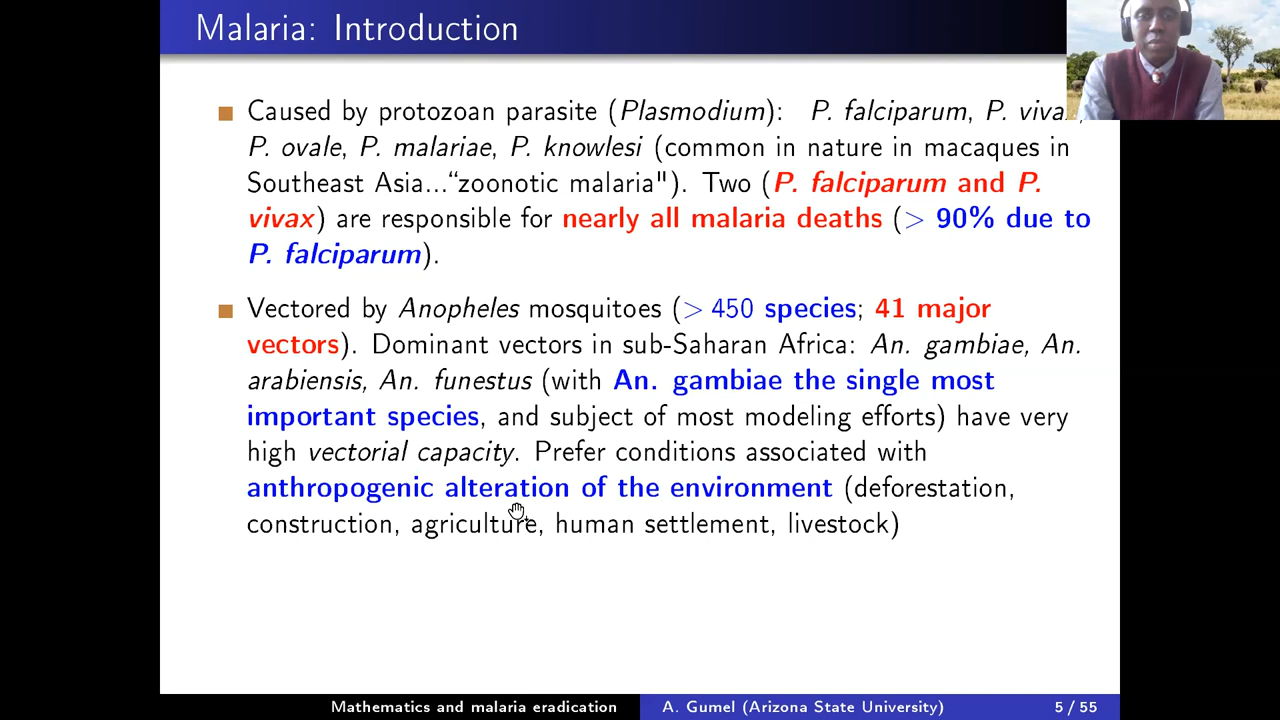 Malaria: Introduction
Caused by protozoan parasite (Plasmodium): P. falciparum, P.
P. ovale, P. malariae, P. knowlesi (common in nature in macaques in
Southeast Asia...“zoonotic malaria"). Two (P. falciparum and P.
vivax) are responsible for nearly all malaria deaths (> 90% due to
P. falciparum).
Vectored by Anopheles mosquitoes (> 450 species; 41 major
vectors). Dominant vectors in sub-Saharan Africa: An. gambiae, An.
arabiensis, An. funestus (with An. gambiae the single most
important species, and subject of most modeling efforts) have very
high vectorial capacity. Prefer conditions associated with
anthropogenic alteration of the environment (deforestation,
construction, agriculture, human settlement, livestock)
Mathematics and malaria eradication A. Gumel (Arizona State University) 5 / 55